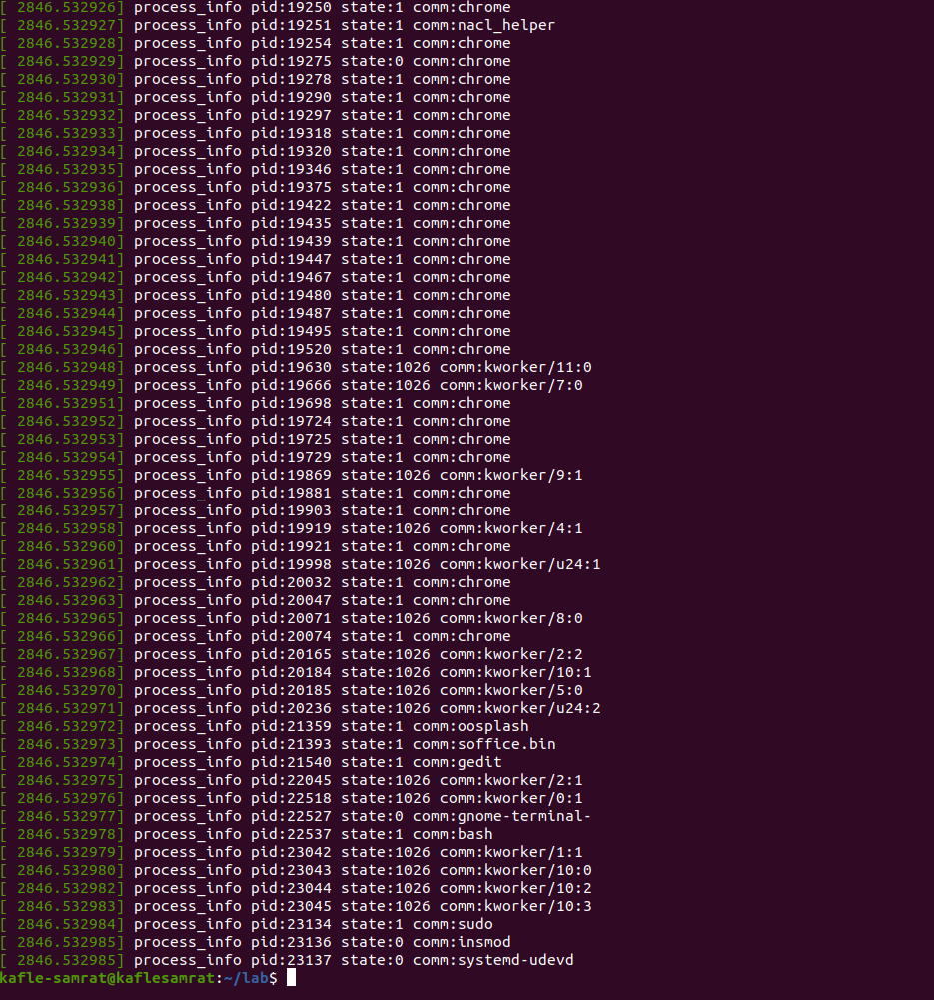 [ 2846.532926] process_info pid:19250 state:1 comm:chrome
[ 2846.532927] process_info pid:19251 state:1 comm:nacl_helper
[ 2846.532928] process_info pid:19254 state:1 comm:chrome
[ 2846.532929] process_info pid:19275 state:0 comm:chrome
[ 2846.532930] process_info pid:19278 state:1 comm:chrome
[ 2846.532931] process_info pid:19290 state:1 comm:chrome
[ 2846.532932] process_info pid:19297 state:1 comm:chrome
[ 2846.532933] process_info pid:19318 state:1 comm:chrome
[ 2846.532934] process_info pid:19320 state:1 comm:chrome
[ 2846.532935] process_info pid:19346 state:1 comm:chrome
[ 2846.532936] process_info pid:19375 state:1 comm:chrome
[ 2846.532938] process_info pid:19422 state:1 comm:chrome
[ 2846.532939] process_info pid:19435 state:1 comm:chrome
[ 2846.532940] process_info pid:19439 state:1 comm:chrome
[ 2846.532941] process_info pid:19447 state:1 comm:chrome
[ 2846.532942] process_info pid:19467 state:1 comm:chrome
[ 2846.532943] process_info pid:19480 state:1 comm:chrome
[ 2846.532944] process_info pid:19487 state:1 comm:chrome
[ 2846.532945] process_info pid:19495 state:1 comm:chrome
[ 2846.532946] process_info pid:19520 state:1 comm:chrome
[ 2846.532948] process_info pid:19630 state:1026 comm:kworker/11:0
[ 2846.532949] process_info pid:19666 state:1026 comm:kworker/7:0
[ 2846.532951] process_info pid:19698 state:1 comm:chrome
[ 2846.532952] process_info pid:19724 state:1 comm:chrome
[ 2846.532953] process_info pid:19725 state:1 comm:chrome
[ 2846.532954] process_info pid:19729 state:1 comm:chrome
[ 2846.532955] process_info pid:19869 state:1026 comm:kworker/9:1
[ 2846.532956] process_info pid:19881 state:1 comm:chrome
[ 2846.532957] process_info pid:19903 state:1 comm:chrome
[ 2846.532958] process_info pid:19919 state:1026 comm:kworker/4:1
[ 2846.532960] process_info pid:19921 state:1 comm:chrome
[ 2846.532961] process_info pid:19998 state:1026 comm:kworker/u24:1
[ 2846.532962] process_info pid:20032 state:1 comm:chrome
[ 2846.532963] process_info pid:20047 state:1 comm:chrome
[ 2846.532965] process_info pid:20071 state:1026 comm:kworker/8:0
[ 2846.532966] process_info pid:20074 state:1 comm:chrome
[ 2846.532967] process_info pid:20165 state:1026 comm:kworker/2:2
[ 2846.532968] process_info pid:20184 state:1026 comm:kworker/10:1
[ 2846.532970] process_info pid:20185 state:1026 comm:kworker/5:0
[ 2846.532971] process_info pid:20236 state:1026 comm:kworker/u24:2
[ 2846.532972] process_info pid:21359 state:1 comm:oosplash
[ 2846.532973] process_info pid:21393 state:1 comm:soffice.bin
[ 2846.532974] process_info pid:21540 state:1 comm:gedit
[ 2846.532975] process_info pid:22045 state:1026 comm:kworker/2:1
[ 2846.532976] process_info pid:22518 state:1026 comm:kworker/0:1
[ 2846.532977] process_info pid:22527 state:0 comm:gnome-terminal-
[ 2846.532978] process_info pid:22537 state:1 comm:bash
[ 2846.532979] process_info pid:23042 state:1026 comm:kworker/1:1
[ 2846.532980] process_info pid:23043 state:1026 comm:kworker/10:0
[ 2846.532982] process_info pid:23044 state:1026 comm:kworker/10:2
[ 2846.532983] process_info pid:23045 state:1026 comm:kworker/10:3
[ 2846.532984] process_info pid:23134 state:1 comm:sudo
[ 2846.532985] process_info pid:23136 state:0 comm:insmod
[ 2846.532985] process_info pid:23137 state:0 comm:systemd-udevd
kafle-samrat@kaflesamrat:~/lab$